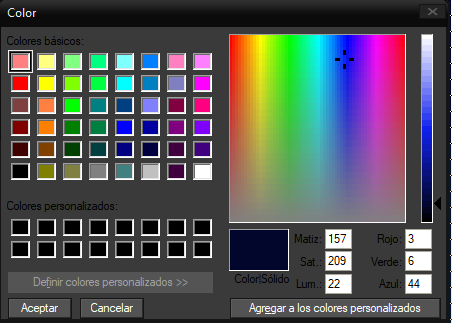 Color
Colores básicos:
Colores personalizados:
Definir colores personalizados >>
Aceptar
Cancelar
Color|Sólido
Matiz: 157
Sat.: 209
Lum.: 22
Rojo: 3
Verde: 6
Azul: 44
Agregar a los colores personalizados